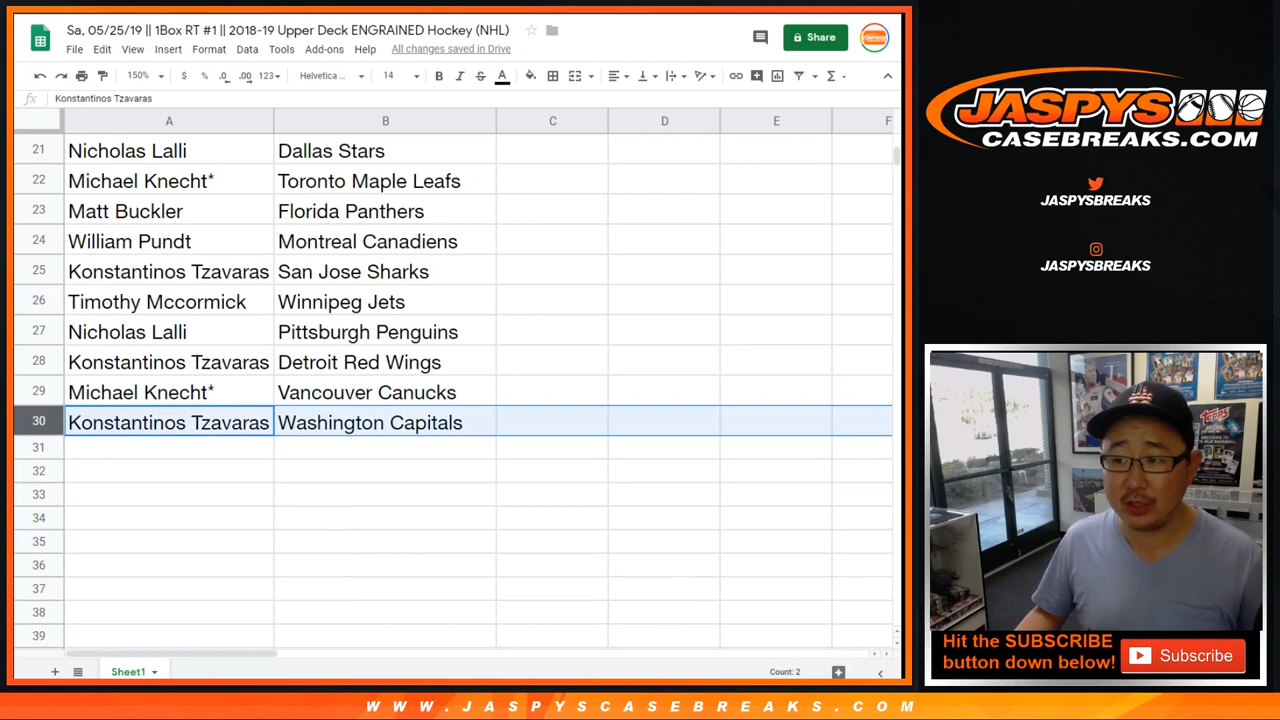 Sa, 05/25/19 || 1Box RT #1 || 2018-19 Upper Deck ENGRAINED Hockey (NHL)
File Edit View Insert Format Data Tools Add-ons Help All changes saved in Drive
Share
150% $ % .0 .00 123 Helvetica ... 14 B I S A
fx Konstantinos Tzavaras
A B C D E F
21 Nicholas Lalli Dallas Stars
22 Michael Knecht* Toronto Maple Leafs
23 Matt Buckler Florida Panthers
24 William Pundt Montreal Canadiens
25 Konstantinos Tzavaras San Jose Sharks
26 Timothy Mccormick Winnipeg Jets
27 Nicholas Lalli Pittsburgh Penguins
28 Konstantinos Tzavaras Detroit Red Wings
29 Michael Knecht* Vancouver Canucks
30 Konstantinos Tzavaras Washington Capitals
31
32
33
34
35
36
37
38
39
Sheet1
Count: 2
JASPYS
CASEBREAKS.COM
JASPYSBREAKS
JASPYSBREAKS
TOPPS
Hit the SUBSCRIBE
button down below!
Subscribe
WWW.JASPYSCASEBREAKS.COM